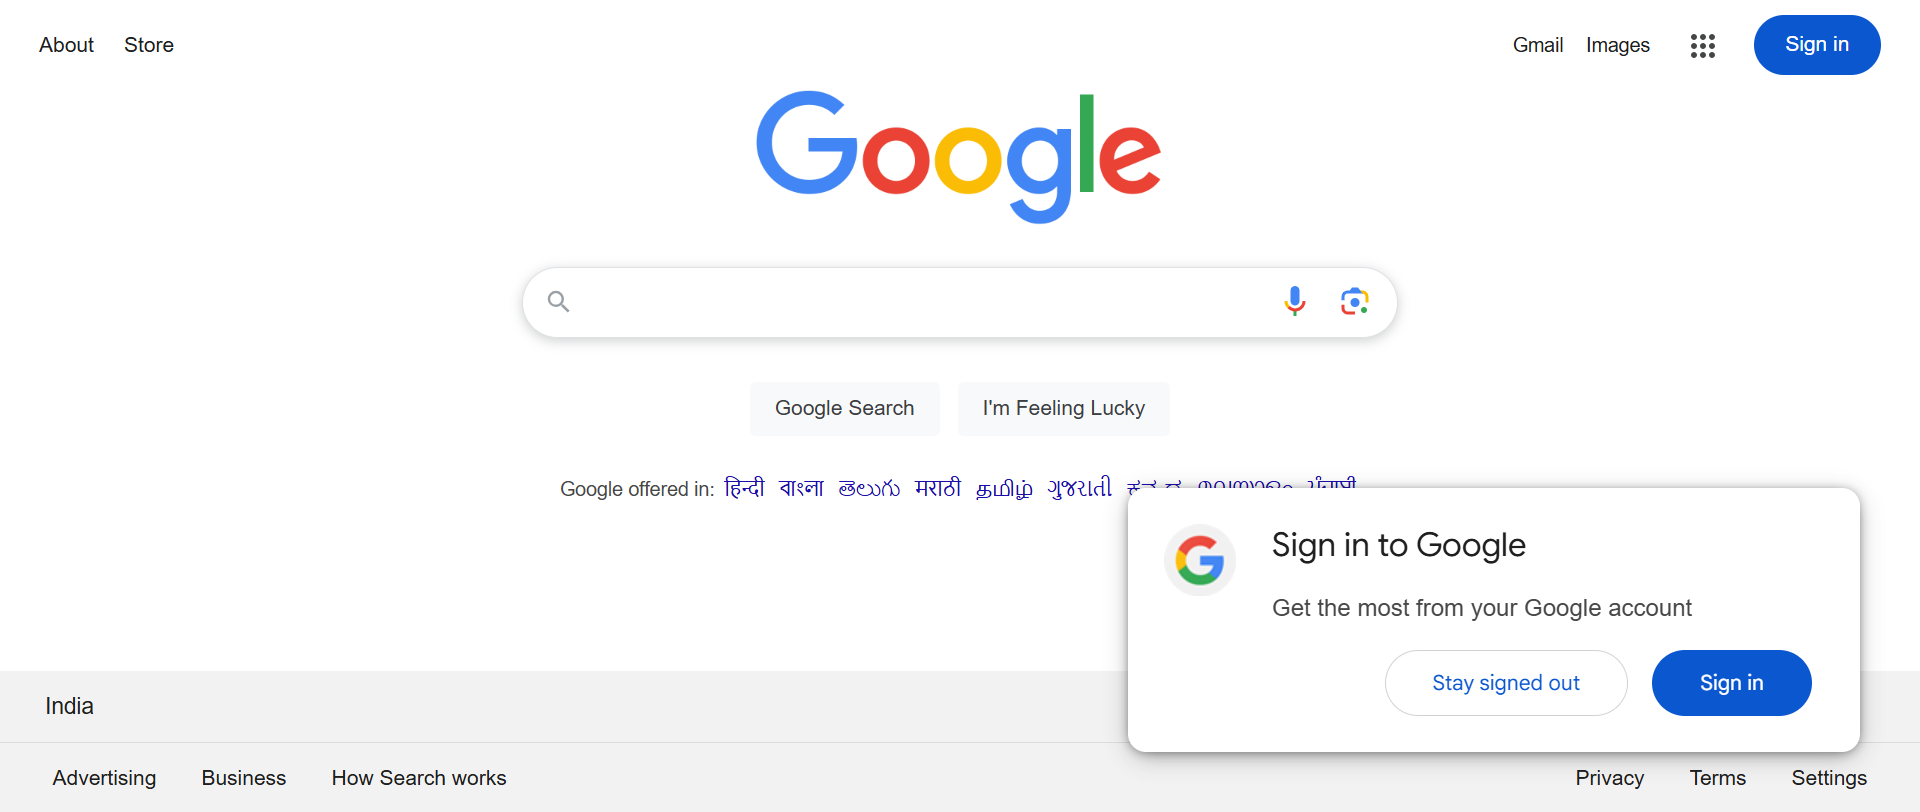 About Store
Gmail Images Sign in
Google
Google Search I'm Feeling Lucky
Google offered in: हिन्दी বাংলা తెలుగు मराठी தமிழ் ગુજરાતી
Sign in to Google
Get the most from your Google account
Stay signed out Sign in
India
Advertising Business How Search works
Privacy Terms Settings